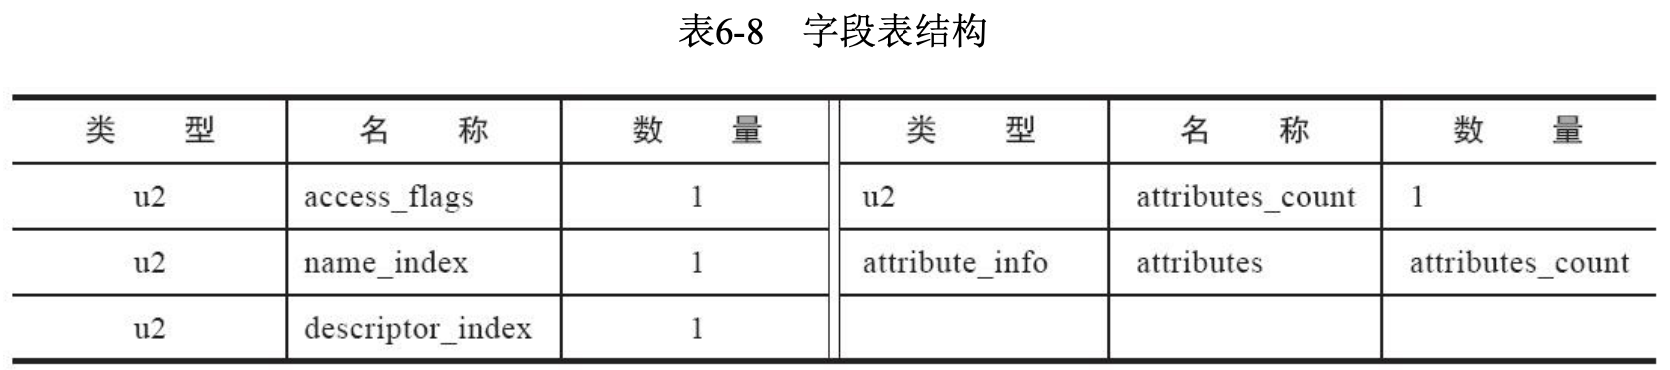 表6-8 字段表结构
类 型 名 称 数 量 类 型 名 称 数 量
u2 access_flags 1 u2 attributes_count 1
u2 name_index 1 attribute_info attributes attributes_count
u2 descriptor_index 1